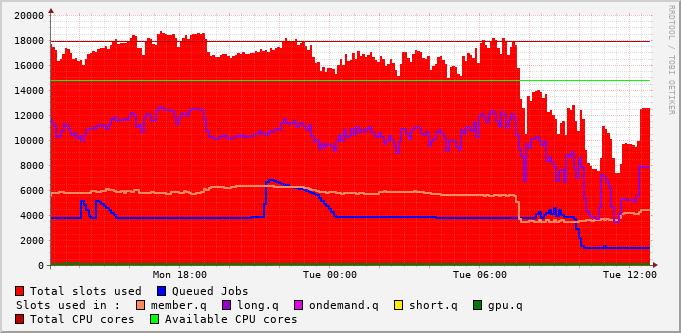 20000
18000
16000
14000
12000
10000
8000
6000
4000
2000
0
Mon 18:00 Tue 00:00 Tue 06:00 Tue 12:00
RRDTOOL / TOBI OETIKER
Total slots used Queued Jobs
Slots used in : member.q long.q ondemand.q short.q gpu.q
Total CPU cores Available CPU cores